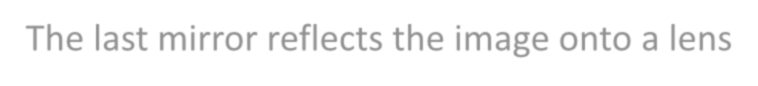 The last mirror reflects the image onto a lens